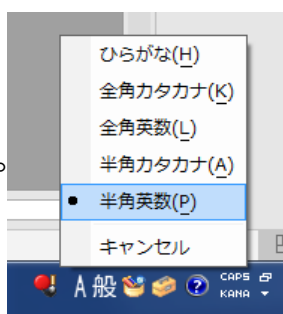 ひらがな(H)
全角カタカナ(K)
全角英数(L)
半角カタカナ(A)
半角英数(P)
キャンセル
A 般 CAPS
KANA